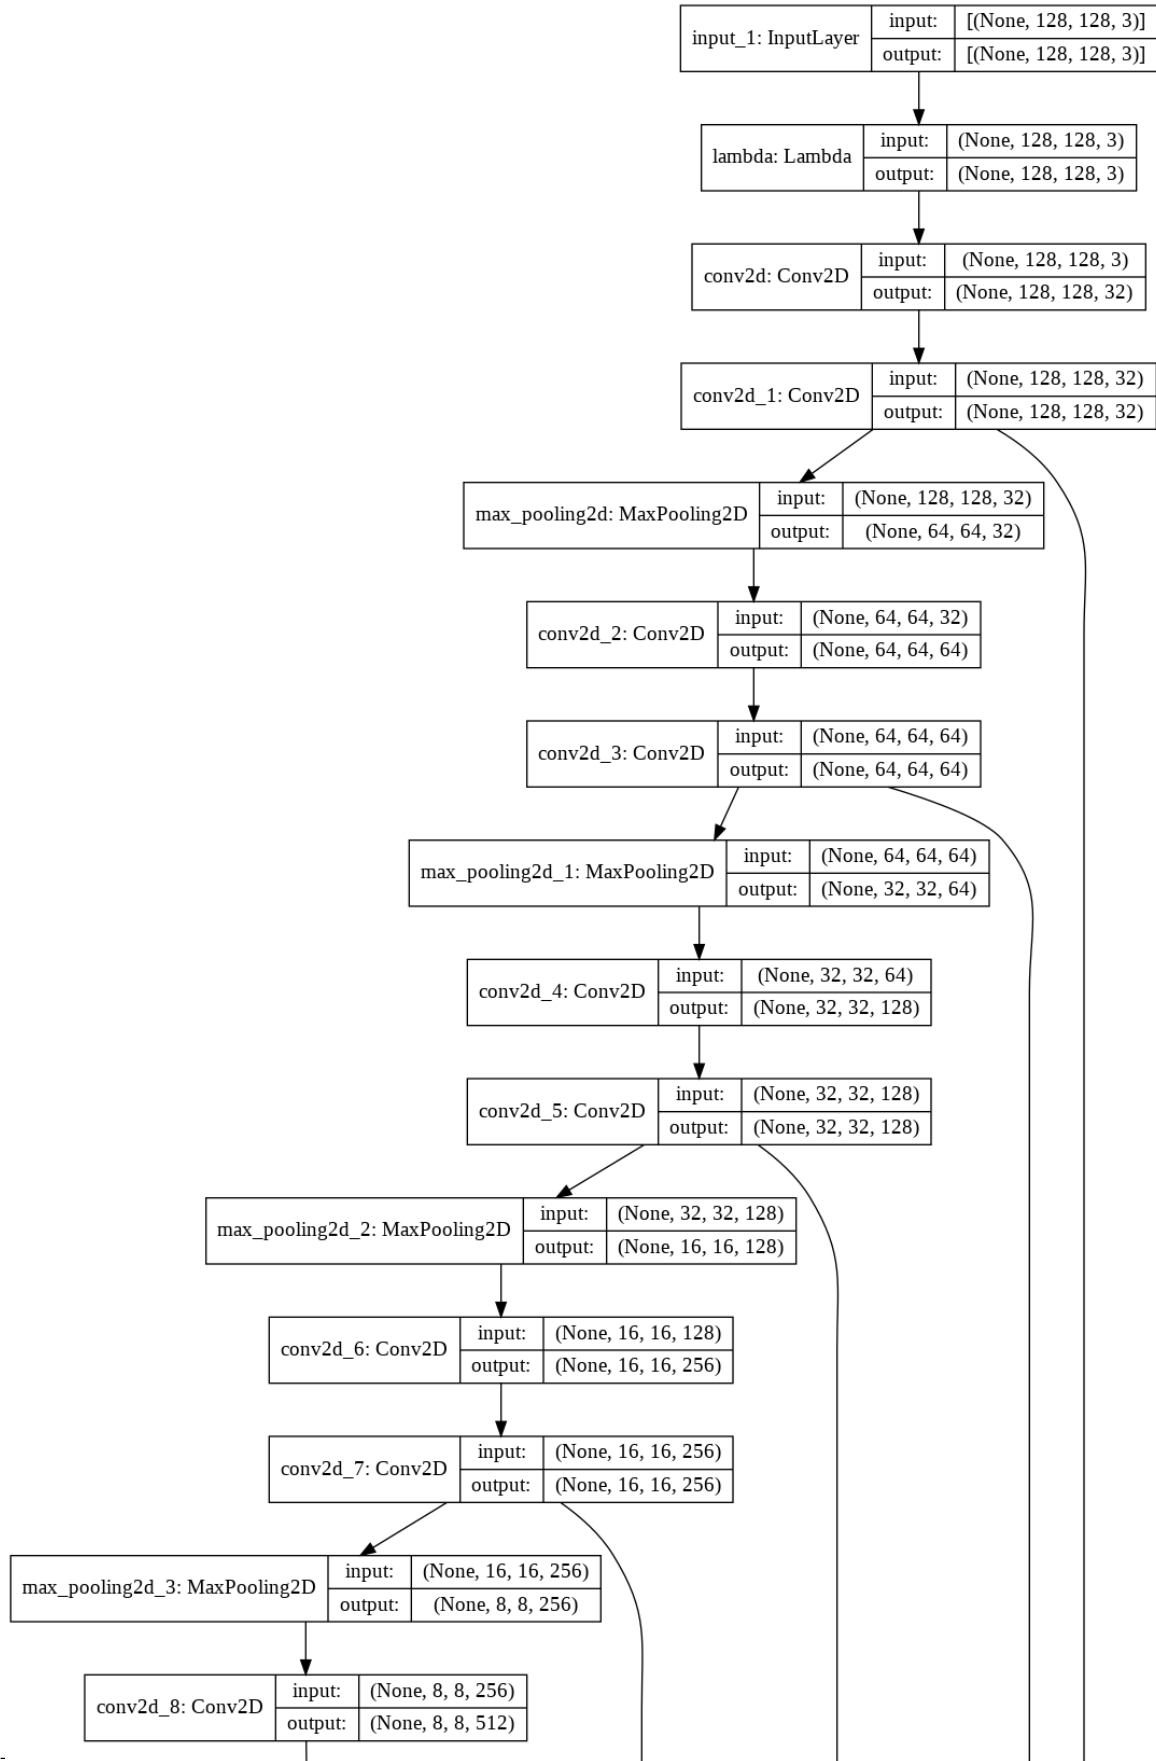 input_1: InputLayer
input: [(None, 128, 128, 3)]
output: [(None, 128, 128, 3)]
lambda: Lambda
input: (None, 128, 128, 3)
output: (None, 128, 128, 3)
conv2d: Conv2D
input: (None, 128, 128, 3)
output: (None, 128, 128, 32)
conv2d_1: Conv2D
input: (None, 128, 128, 32)
output: (None, 128, 128, 32)
max_pooling2d: MaxPooling2D
input: (None, 128, 128, 32)
output: (None, 64, 64, 32)
conv2d_2: Conv2D
input: (None, 64, 64, 32)
output: (None, 64, 64, 64)
conv2d_3: Conv2D
input: (None, 64, 64, 64)
output: (None, 64, 64, 64)
max_pooling2d_1: MaxPooling2D
input: (None, 64, 64, 64)
output: (None, 32, 32, 64)
conv2d_4: Conv2D
input: (None, 32, 32, 64)
output: (None, 32, 32, 128)
conv2d_5: Conv2D
input: (None, 32, 32, 128)
output: (None, 32, 32, 128)
max_pooling2d_2: MaxPooling2D
input: (None, 32, 32, 128)
output: (None, 16, 16, 128)
conv2d_6: Conv2D
input: (None, 16, 16, 128)
output: (None, 16, 16, 256)
conv2d_7: Conv2D
input: (None, 16, 16, 256)
output: (None, 16, 16, 256)
max_pooling2d_3: MaxPooling2D
input: (None, 16, 16, 256)
output: (None, 8, 8, 256)
conv2d_8: Conv2D
input: (None, 8, 8, 256)
output: (None, 8, 8, 512)